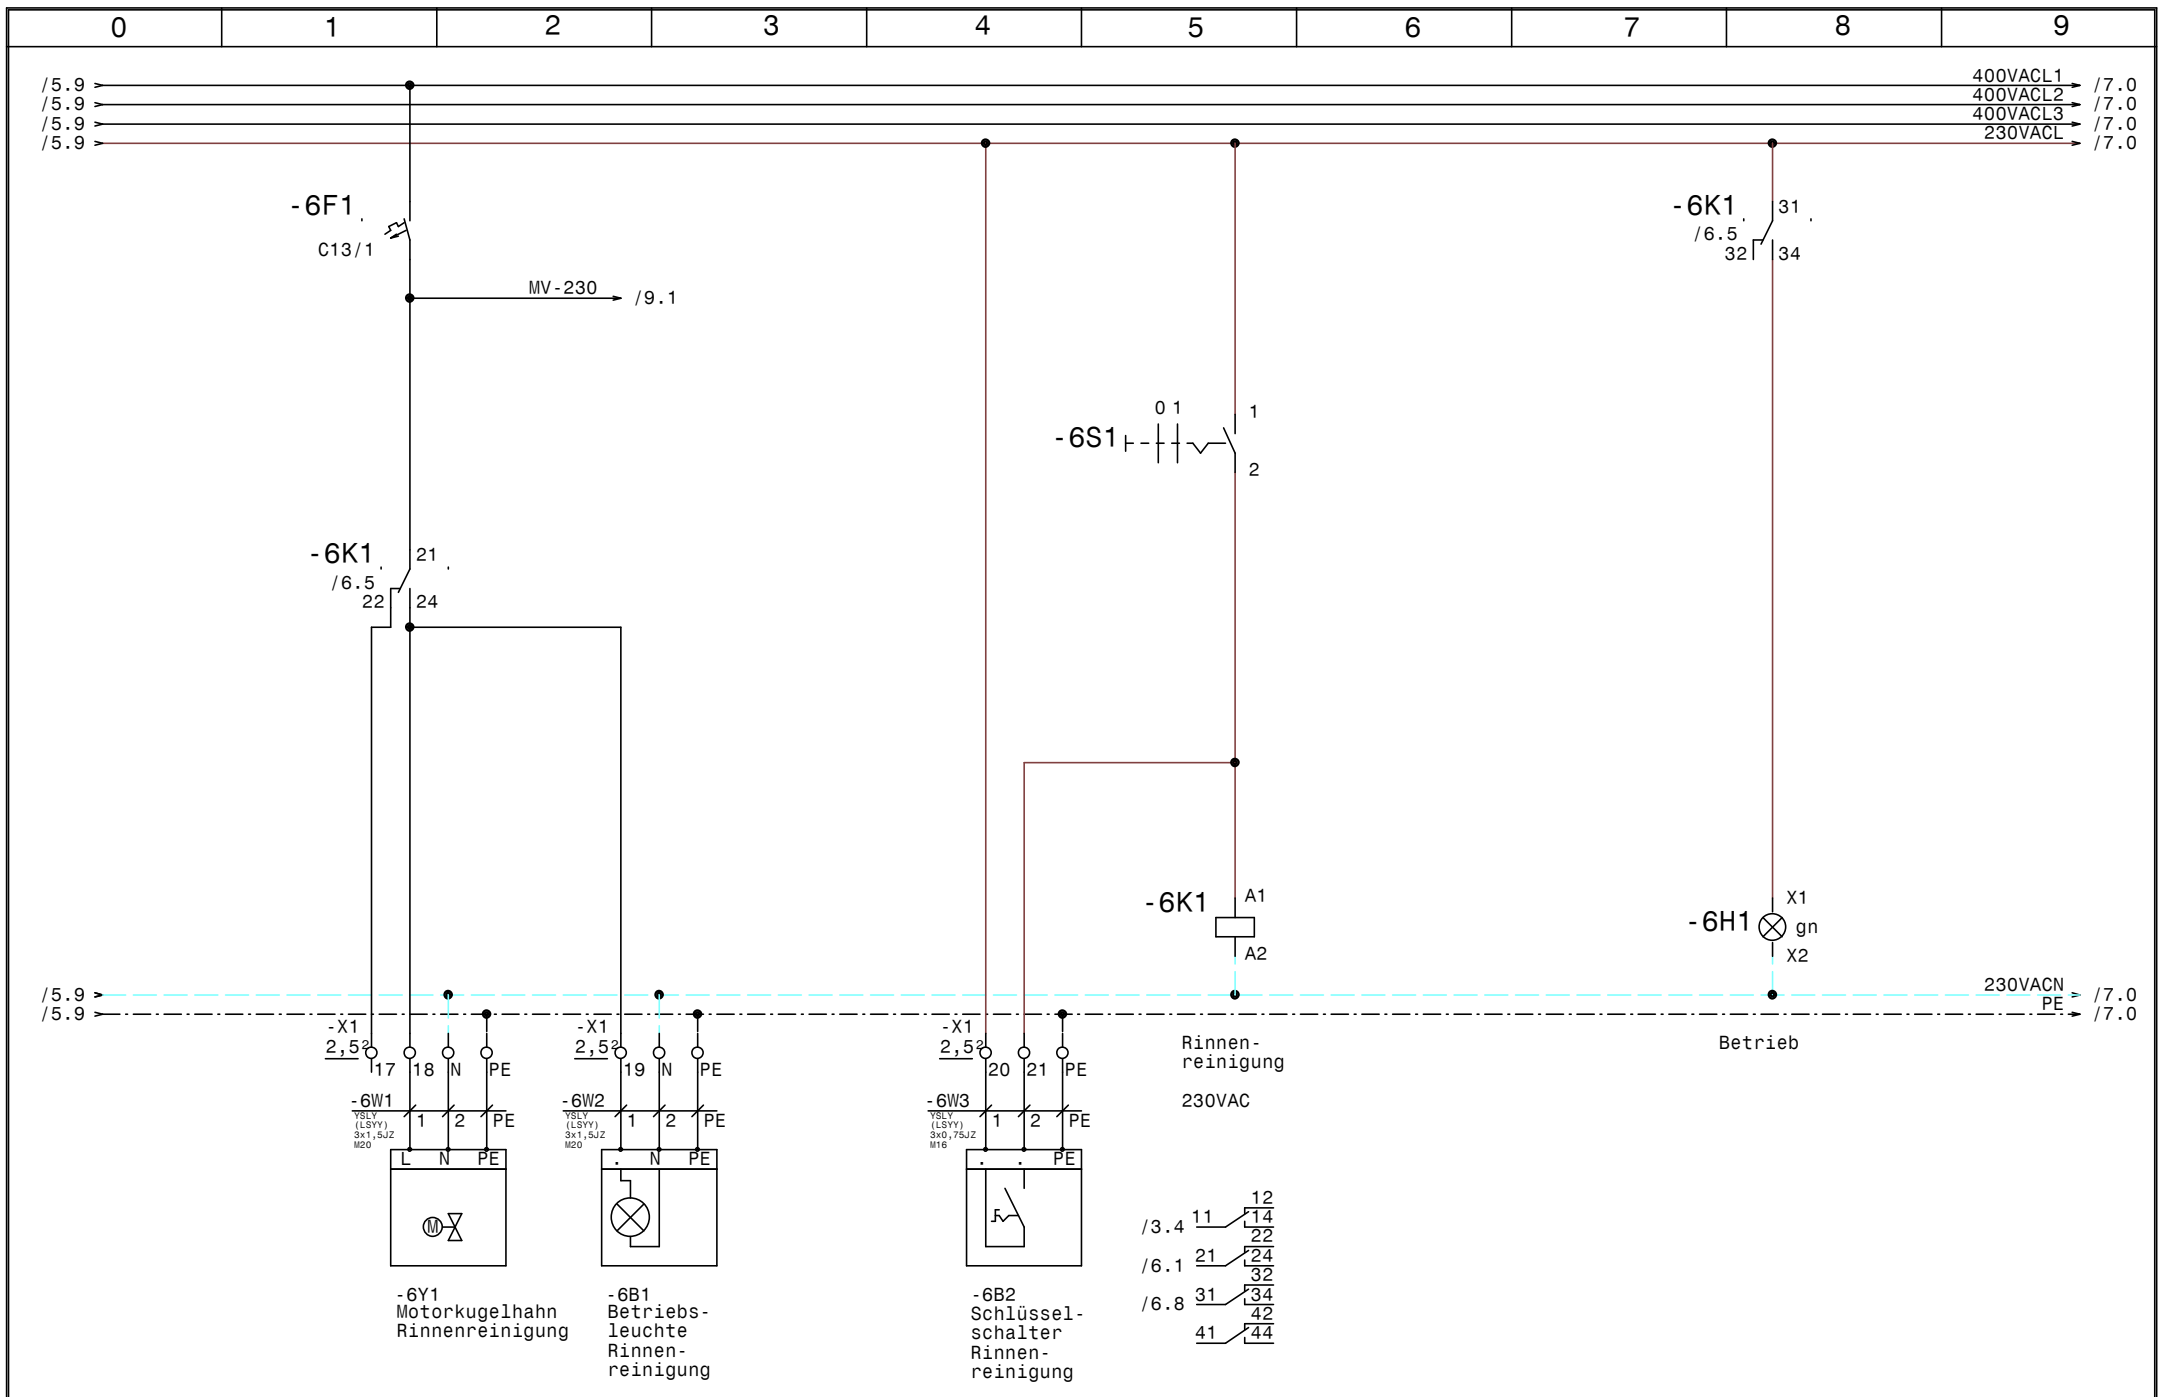 0 1 2 3 4 5 6 7 8 9
/5.9 400VACL1 /7.0
/5.9 400VACL2 /7.0
/5.9 400VACL3 /7.0
/5.9 230VACL /7.0
-6F1
C13/1
-6K1 31
/6.5
32 34
MV-230 /9.1
0 1
1
-6S1
2
-6K1 21
/6.5
22 24
-6K1 A1
A2
-6H1 X1
gn
X2
/5.9 230VACN /7.0
/5.9 PE /7.0
-X1
2,5²
17 18 N PE
-6W1
YSLY
(LSYY)
3x1,5JZ
M20
1 2 PE
L N PE
-6Y1
Motorkugelhahn
Rinnenreinigung
-X1
2,5²
19 N PE
-6W2
YSLY
(LSYY)
3x1,5JZ
M20
1 2 PE
. N PE
-6B1
Betriebs-
leuchte
Rinnen-
reinigung
-X1
2,5²
20 21 PE
-6W3
YSLY
(LSYY)
3x0,75JZ
M16
1 2 PE
. . PE
-6B2
Schlüssel-
schalter
Rinnen-
reinigung
Rinnen-
reinigung
230VAC
Betrieb
M
12
/3.4 11 14
22
/6.1 21 24
32
/6.8 31 34
42
41 44